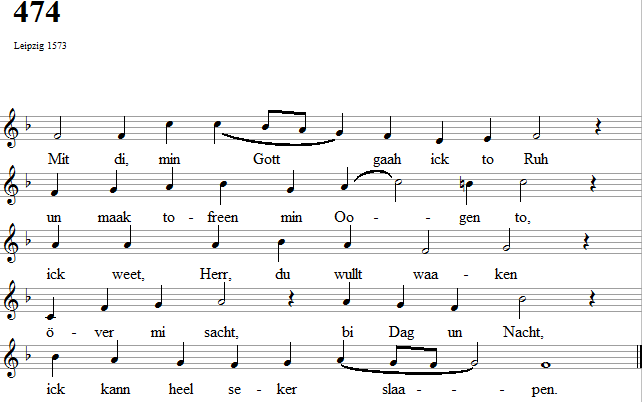 474
Leipzig 1573
Mit di, min Gott gaah ick to Ruh
un maak to - freen min Oo - - gen to,
ick weet, Herr, du wullt waa - ken
ö - ver mi sacht, bi Dag un Nacht,
ick kann heel se - ker slaa - - - pen.